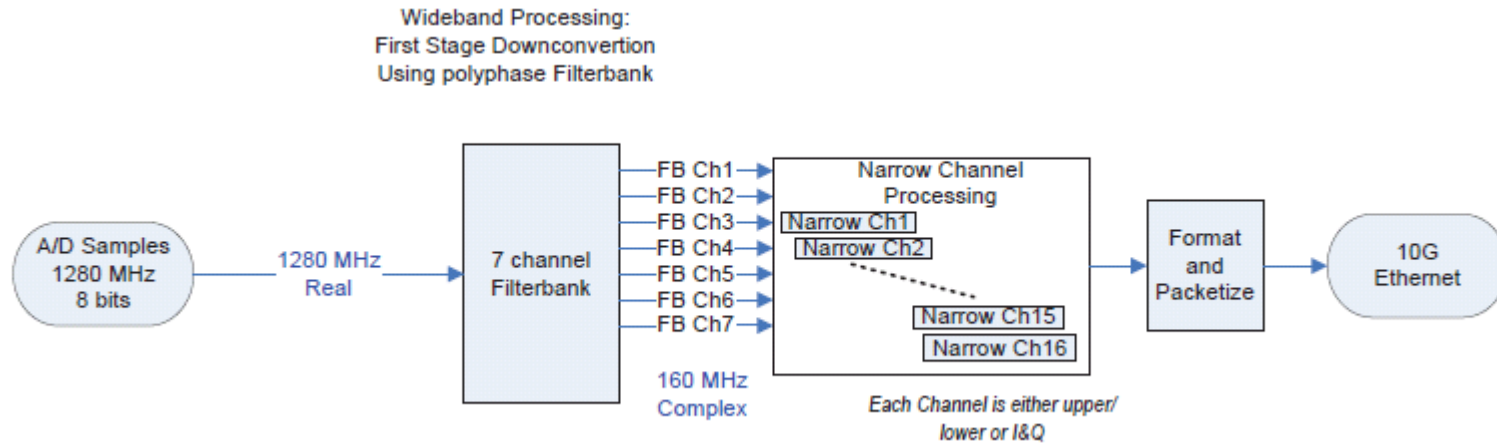 Wideband Processing:
First Stage Downconvertion
Using polyphase Filterbank
A/D Samples
1280 MHz
8 bits
1280 MHz
Real
7 channel
Filterbank
FB Ch1
FB Ch2
FB Ch3
FB Ch4
FB Ch5
FB Ch6
FB Ch7
160 MHz
Complex
Narrow Channel
Processing
Narrow Ch1
Narrow Ch2
Narrow Ch15
Narrow Ch16
Each Channel is either upper/
lower or I&Q
Format
and
Packetize
10G
Ethernet